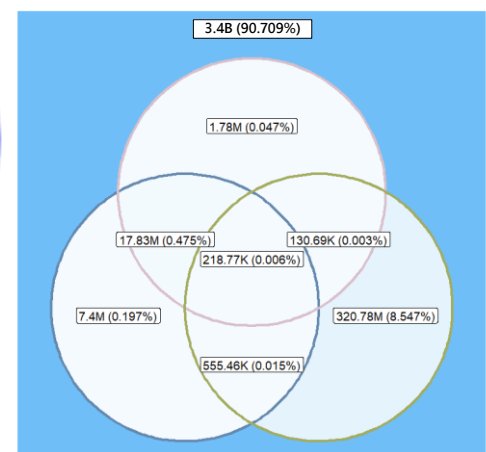 3.4B (90.709%)
1.78M (0.047%)
17.83M (0.475%)
130.69K (0.003%)
218.77K (0.006%)
7.4M (0.197%)
320.78M (8.547%)
555.46K (0.015%)